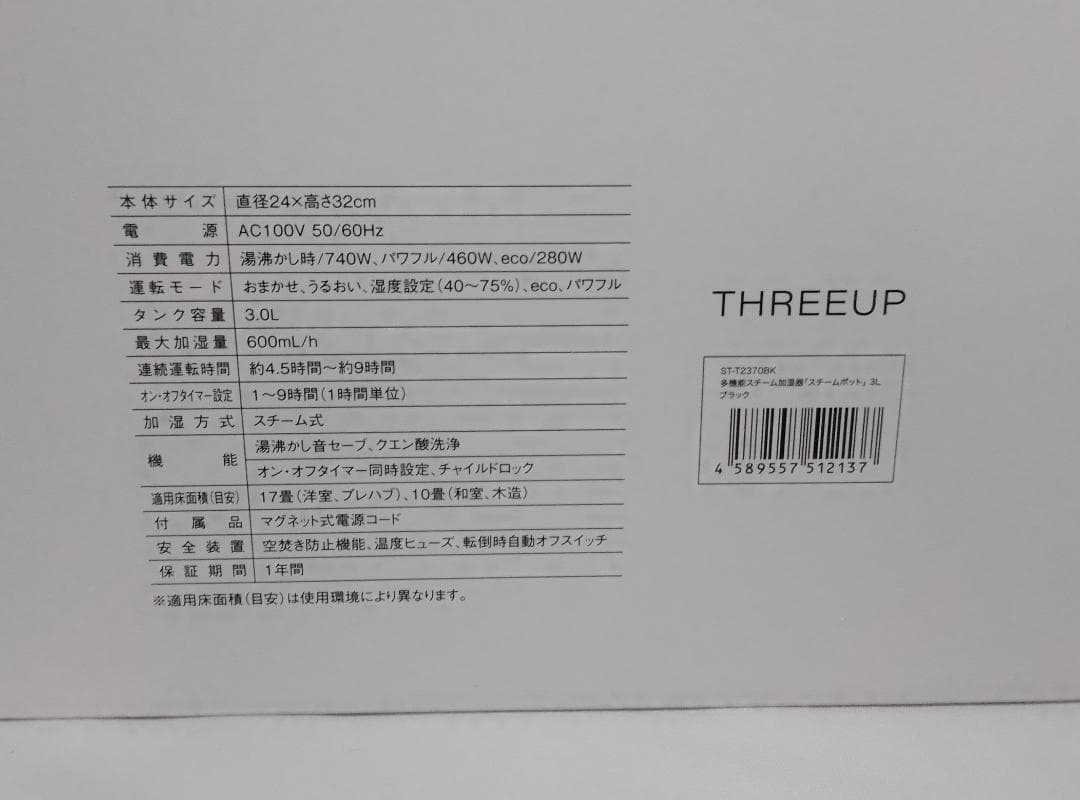 本体サイズ 直径24×高さ32cm
電源 AC100V 50/60Hz
消費電力 湯沸かし時/740W、パワフル/460W、eco/280W
運転モード おまかせ、うるおい、湿度設定(40〜75%)、eco、パワフル
タンク容量 3.0L
最大加湿量 600mL/h
連続運転時間 約4.5時間〜約9時間
オン・オフタイマー設定 1〜9時間(1時間単位)
加湿方式 スチーム式
機能 湯沸かし音セーブ、クエン酸洗浄
オン・オフタイマー同時設定、チャイルドロック
適用床面積(目安) 17畳(洋室、プレハブ)、10畳(和室、木造)
付属品 マグネット式電源コード
安全装置 空焚き防止機能、温度ヒューズ、転倒時自動オフスイッチ
保証期間 1年間
※適用床面積(目安)は使用環境により異なります。
THREEUP
ST-T2370BK
多機能スチーム加湿器「スチームポット」3L
ブラック
4 589557 512137